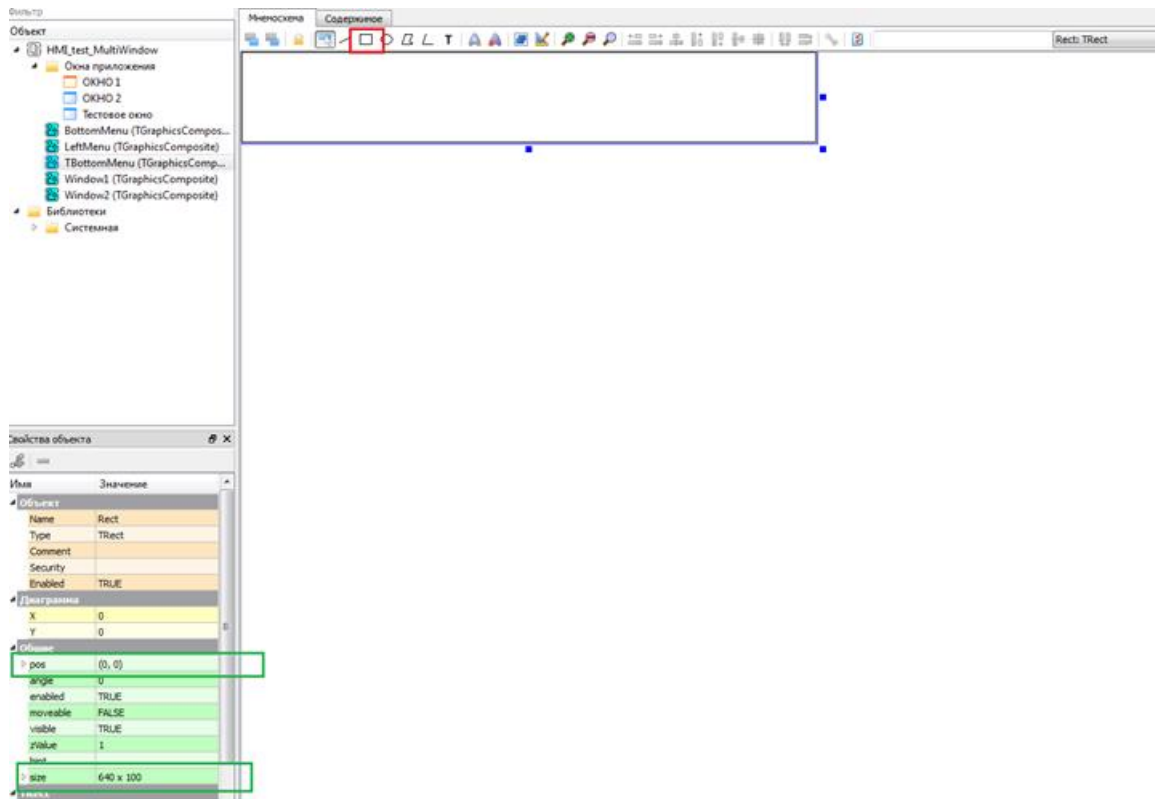 Фильтр
Объект
HMI_test_MultiWindow
Окна приложения
ОКНО 1
ОКНО 2
Тестовое окно
BottomMenu (TGraphicsCompos...
LeftMenu (TGraphicsComposite)
TBottomMenu (TGraphicsComp...
Window1 (TGraphicsComposite)
Window2 (TGraphicsComposite)
Библиотеки
Системная
Мнемосхема Содержимое
T A A
Rect: TRect
Свойства объекта
Имя Значение
Объект
Name Rect
Type TRect
Comment
Security
Enabled TRUE
Диаграмма
X 0
Y 0
Общие
pos (0, 0)
angle 0
enabled TRUE
moveable FALSE
visible TRUE
zValue 1
hint
size 640 x 100